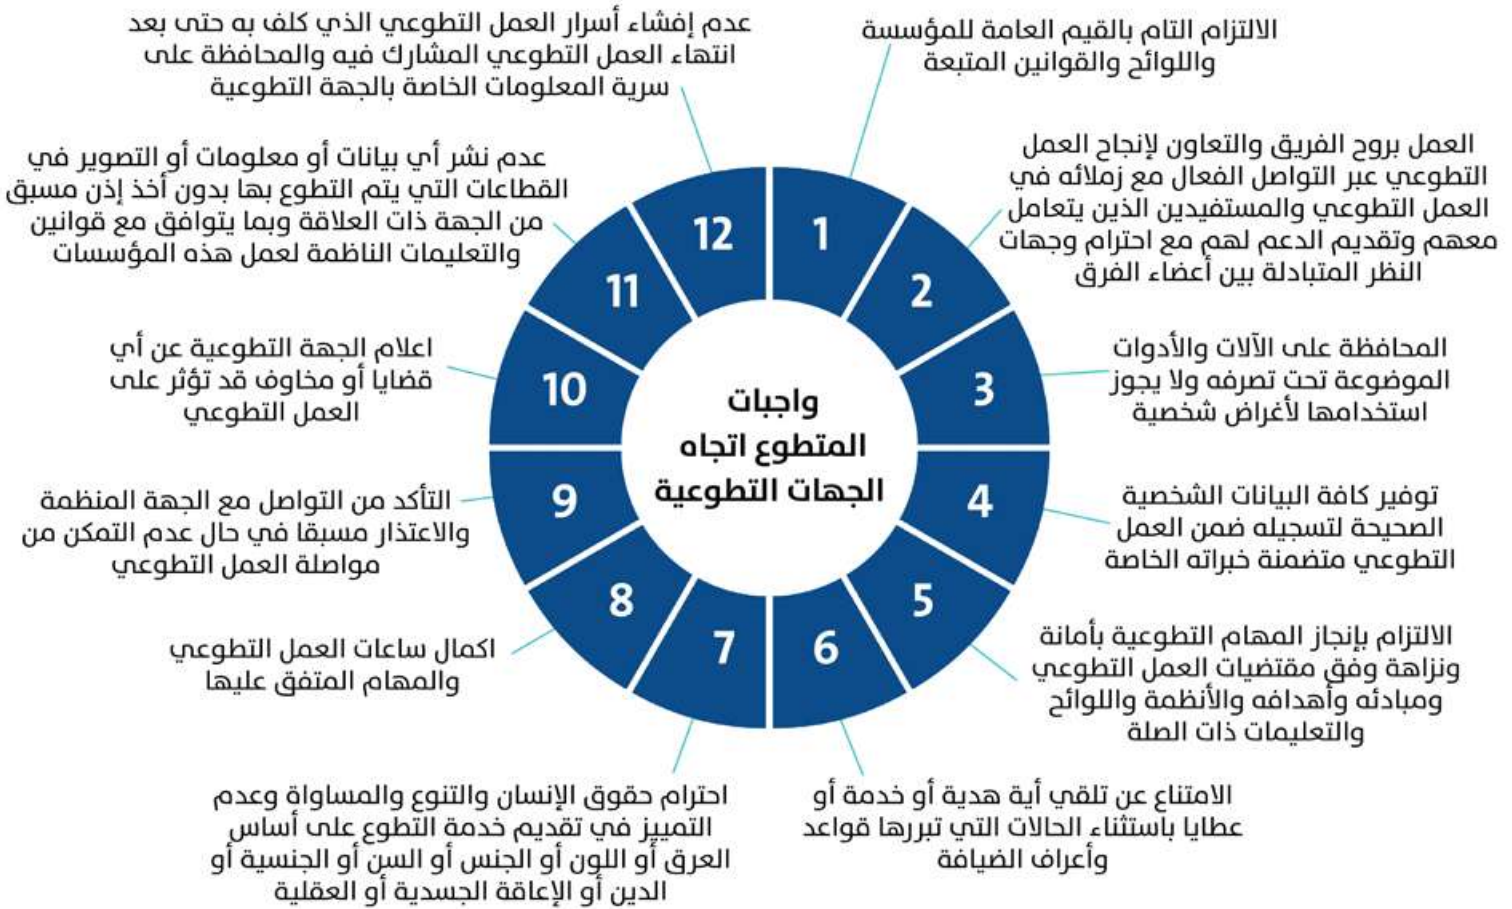 واجبات
المتطوع اتجاه
الجهات التطوعية
1
الالتزام التام بالقيم العامة للمؤسسة
واللوائح والقوانين المتبعة
2
العمل بروح الفريق والتعاون لإنجاح العمل
التطوعي عبر التواصل الفعال مع زملائه في
العمل التطوعي والمستفيدين الذين يتعامل
معهم وتقديم الدعم لهم مع احترام وجهات
النظر المتبادلة بين أعضاء الفرق
3
المحافظة على الآلات والأدوات
الموضوعة تحت تصرفه ولا يجوز
استخدامها لأغراض شخصية
4
توفير كافة البيانات الشخصية
الصحيحة لتسجيله ضمن العمل
التطوعي متضمنة خبراته الخاصة
5
الالتزام بإنجاز المهام التطوعية بأمانة
ونزاهة وفق مقتضيات العمل التطوعي
ومبادئه وأهدافه والأنظمة واللوائح
والتعليمات ذات الصلة
6
الامتناع عن تلقي أية هدية أو خدمة أو
عطايا باستثناء الحالات التي تبررها قواعد
وأعراف الضيافة
7
احترام حقوق الإنسان والتنوع والمساواة وعدم
التمييز في تقديم خدمة التطوع على أساس
العرق أو اللون أو الجنس أو السن أو الجنسية أو
الدين أو الإعاقة الجسدية أو العقلية
8
اكمال ساعات العمل التطوعي
والمهام المتفق عليها
9
التأكد من التواصل مع الجهة المنظمة
والاعتذار مسبقا في حال عدم التمكن من
مواصلة العمل التطوعي
10
اعلام الجهة التطوعية عن أي
قضايا أو مخاوف قد تؤثر على
العمل التطوعي
11
عدم نشر أي بيانات أو معلومات أو التصوير في
القطاعات التي يتم التطوع بها بدون أخذ إذن مسبق
من الجهة ذات العلاقة وبما يتوافق مع قوانين
والتعليمات الناظمة لعمل هذه المؤسسات
12
عدم إفشاء أسرار العمل التطوعي الذي كلف به حتى بعد
انتهاء العمل التطوعي المشارك فيه والمحافظة على
سرية المعلومات الخاصة بالجهة التطوعية